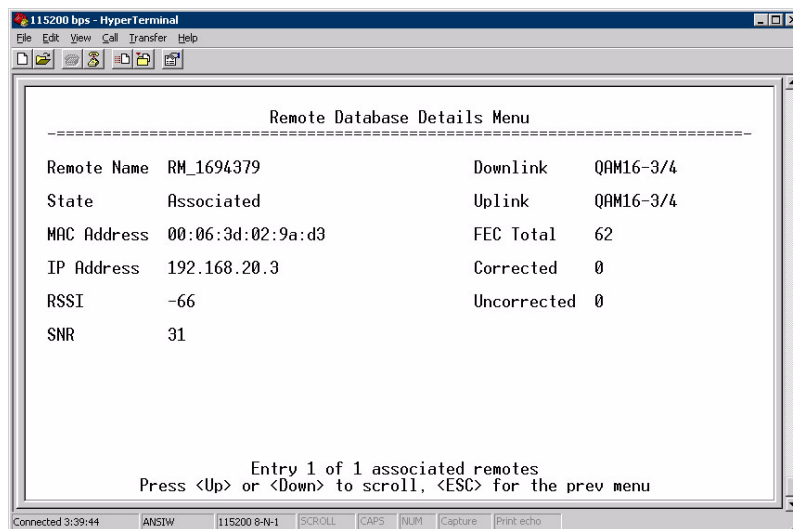 115200 bps - HyperTerminal
File Edit View Call Transfer Help
Remote Database Details Menu
-==========================================================================-
Remote Name RM_1694379 Downlink QAM16-3/4
State Associated Uplink QAM16-3/4
MAC Address 00:06:3d:02:9a:d3 FEC Total 62
IP Address 192.168.20.3 Corrected 0
RSSI -66 Uncorrected 0
SNR 31
Entry 1 of 1 associated remotes
Press <Up> or <Down> to scroll, <ESC> for the prev menu
Connected 3:39:44 ANSIW 115200 8-N-1 SCROLL CAPS NUM Capture Print echo